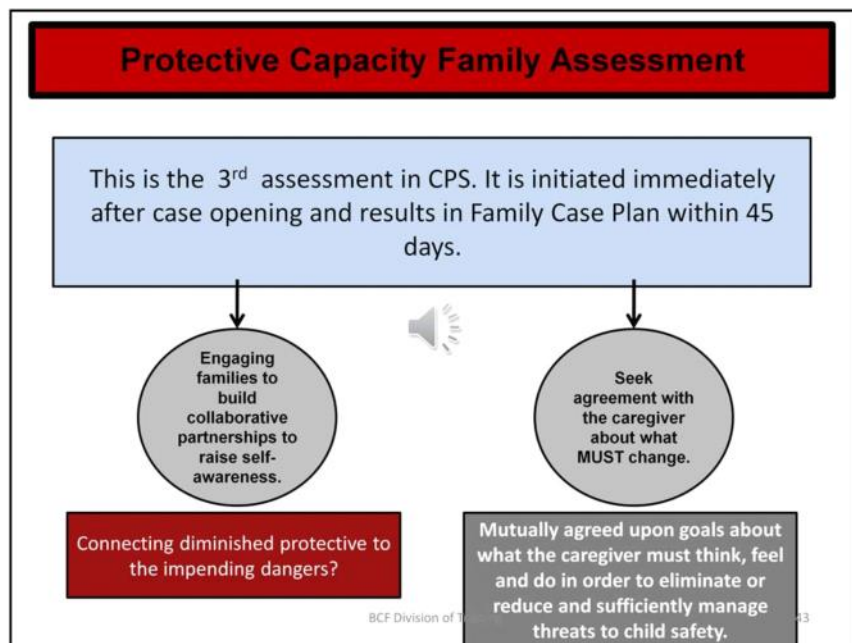 Protective Capacity Family Assessment
This is the 3rd assessment in CPS. It is initiated immediately
after case opening and results in Family Case Plan within 45
days.
Engaging
families to
build
collaborative
partnerships to
raise self-
awareness.
Seek
agreement with
the caregiver
about what
MUST change.
Connecting diminished protective to
the impending dangers?
Mutually agreed upon goals about
what the caregiver must think, feel
and do in order to eliminate or
reduce and sufficiently manage
threats to child safety.
BCF Division of
43